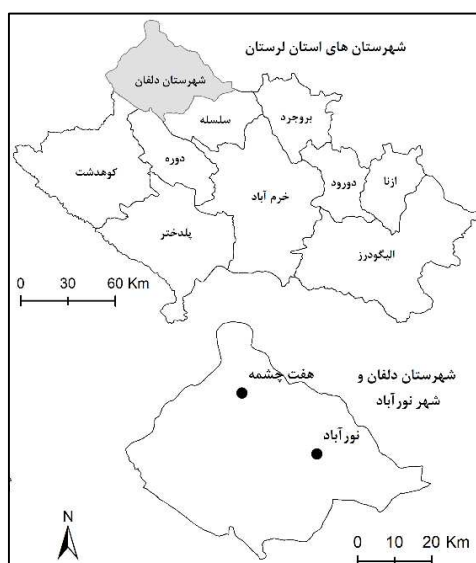 شهرستان های استان لرستان
شهرستان دلفان
بروجرد
سلسله
کوهدشت
دوره
دورود
ازنا
خرم آباد
پلدختر
الیگودرز
0 30 60 Km
هفت چشمه
شهرستان دلفان و
شهر نورآباد
نورآباد
N
0 10 20 Km